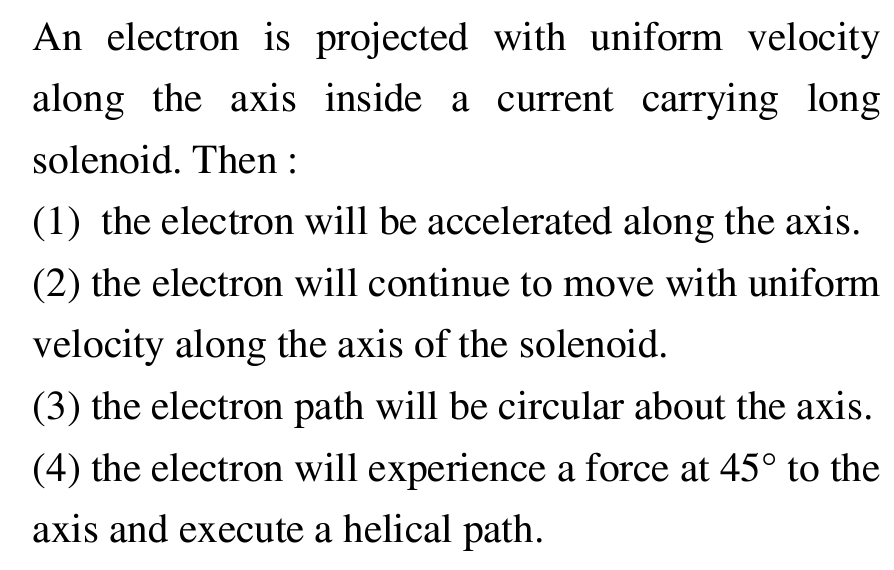 An electron is projected with uniform velocity
along the axis inside a current carrying long
solenoid. Then :
(1) the electron will be accelerated along the axis.
(2) the electron will continue to move with uniform
velocity along the axis of the solenoid.
(3) the electron path will be circular about the axis.
(4) the electron will experience a force at 45° to the
axis and execute a helical path.